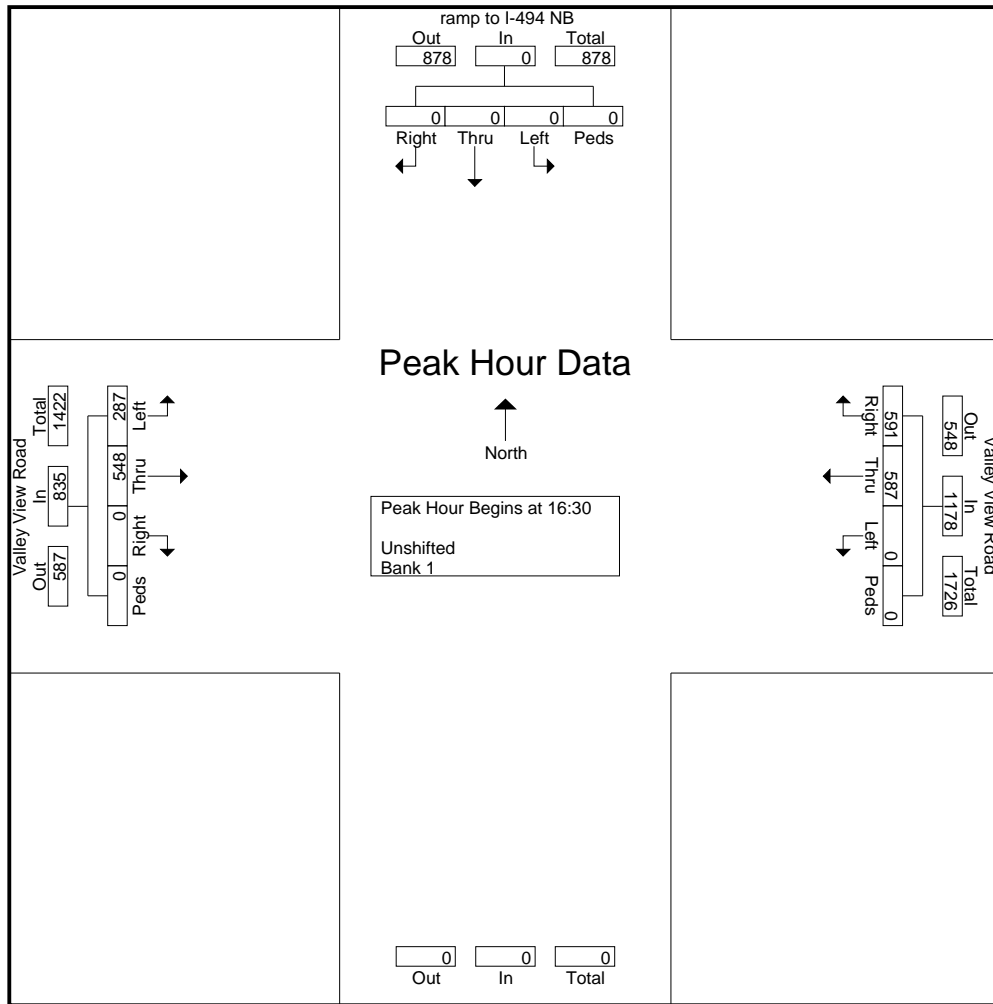 ramp to I-494 NB
Out In Total
878 0 878
0 0 0 0
Right Thru Left Peds
Peak Hour Data
North
Peak Hour Begins at 16:30
Unshifted
Bank 1
Valley View Road
Out In Total
587 835 1422
287 548 0 0
Left Thru Right Peds
Valley View Road
Out In Total
548 1178 1726
591 587 0 0
Right Thru Left Peds
0 0 0
Out In Total